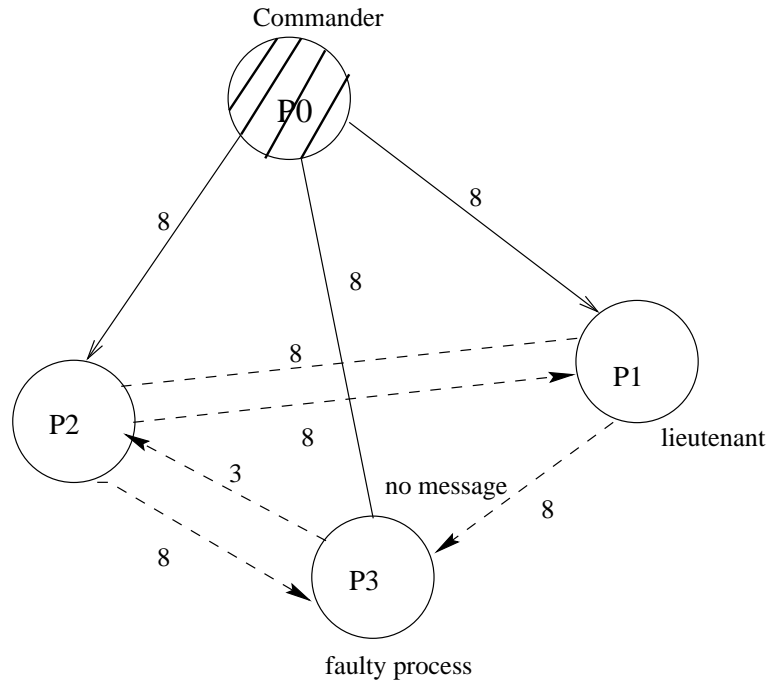 Commander
P0
8
8
8
8
P1
P2
8
lieutenant
3
no message
8
8
P3
faulty process